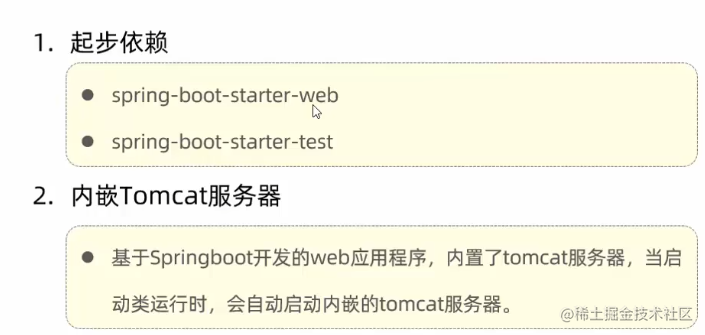 1. 起步依赖
● spring-boot-starter-web
● spring-boot-starter-test
2. 内嵌Tomcat服务器
● 基于Springboot开发的web应用程序，内置了tomcat服务器，当启
动类运行时，会自动启动内嵌的tomcat服务器。
@稀土掘金技术社区